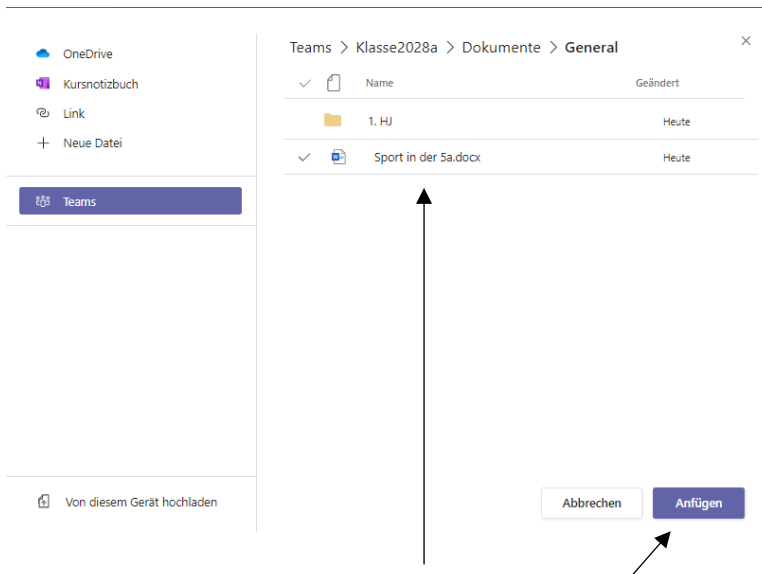 OneDrive
Kursnotizbuch
Link
Neue Datei
Teams
Von diesem Gerät hochladen
Teams > Klasse2028a > Dokumente > General
Name Geändert
1. HJ Heute
Sport in der 5a.docx Heute
Abbrechen Anfügen